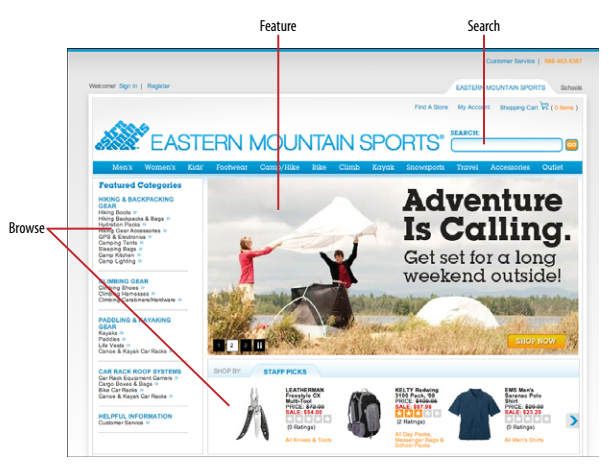 Feature
Search
Browse
Customer Service | 888-463-6367
Welcome! Sign In | Register
EASTERN MOUNTAIN SPORTS Schools
Find A Store My Account Shopping Cart ( 0 items )
EASTERN MOUNTAIN SPORTS®
SEARCH:
GO
Men's Women's Kids' Footwear Camp/Hike Bike Climb Kayak Snowsports Travel Accessories Outlet
Featured Categories
HIKING & BACKPACKING
GEAR
Hiking Boots »
Hiking Backpacks & Bags »
Hydration Packs »
Hiking Gear Accessories »
GPS & Electronics »
Camping Tents »
Sleeping Bags »
Camp Kitchen »
Camp Lighting »
CLIMBING GEAR
Climbing Shoes »
Climbing Harnesses »
Climbing Carabiners/Hardware »
PADDLING & KAYAKING
GEAR
Kayaks »
Paddles »
Life Vests »
Canoe & Kayak Car Racks »
CAR RACK ROOF SYSTEMS
Car Rack Equipment Carriers »
Cargo Boxes & Bags »
Bike Car Racks »
Canoe & Kayak Car Racks »
HELPFUL INFORMATION
Customer Service »
Adventure
Is Calling.
Get set for a long
weekend outside!
1 2 3
SHOP NOW
SHOP BY: STAFF PICKS
LEATHERMAN
Freestyle CX
Multi-Tool
PRICE: $72.00
SALE: $54.00
(0 Ratings)
All Knives & Tools
KELTY Redwing
3100 Pack, '09
SALE: $97.96
(2 Ratings)
All Day Packs,
Messenger Bags &
School Packs
EMS Men's
Saranac Polo
Shirt
PRICE: $29.00
SALE: $23.20
(0 Ratings)
All Men's Shirts